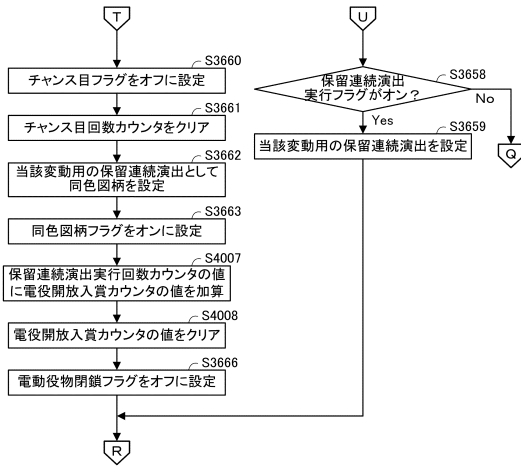 T
S3660
チャンス目フラグをオフに設定
S3661
チャンス目回数カウンタをクリア
S3662
当該変動用の保留連続演出として
同色図柄を設定
S3663
同色図柄フラグをオンに設定
S4007
保留連続演出実行回数カウンタの値
に電役開放入賞カウンタの値を加算
S4008
電役開放入賞カウンタの値をクリア
S3666
電動役物閉鎖フラグをオフに設定
R
U
S3658
保留連続演出
実行フラグがオン?
No
Yes
S3659
当該変動用の保留連続演出を設定
Q